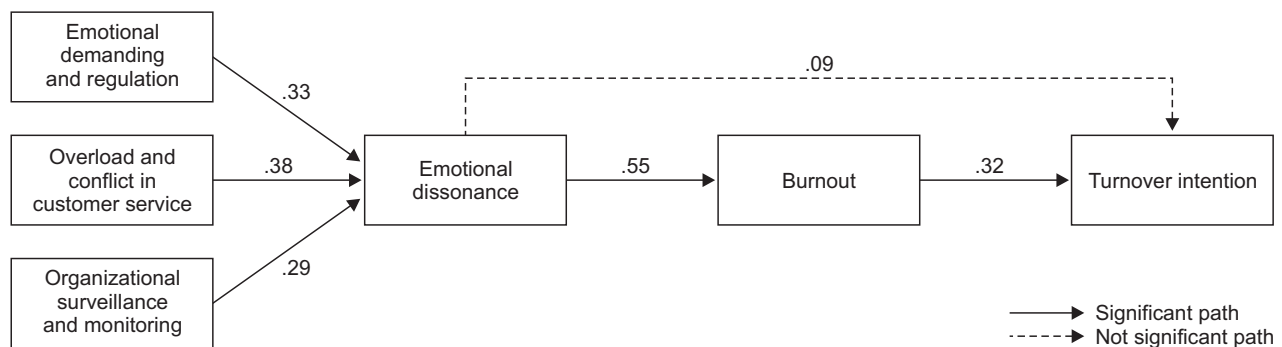 Emotional
demanding
and regulation
.33
Overload and
conflict in
customer service
.38
Organizational
surveillance
and monitoring
.29
Emotional
dissonance
.09
.55
Burnout
.32
Turnover intention
Significant path
Not significant path